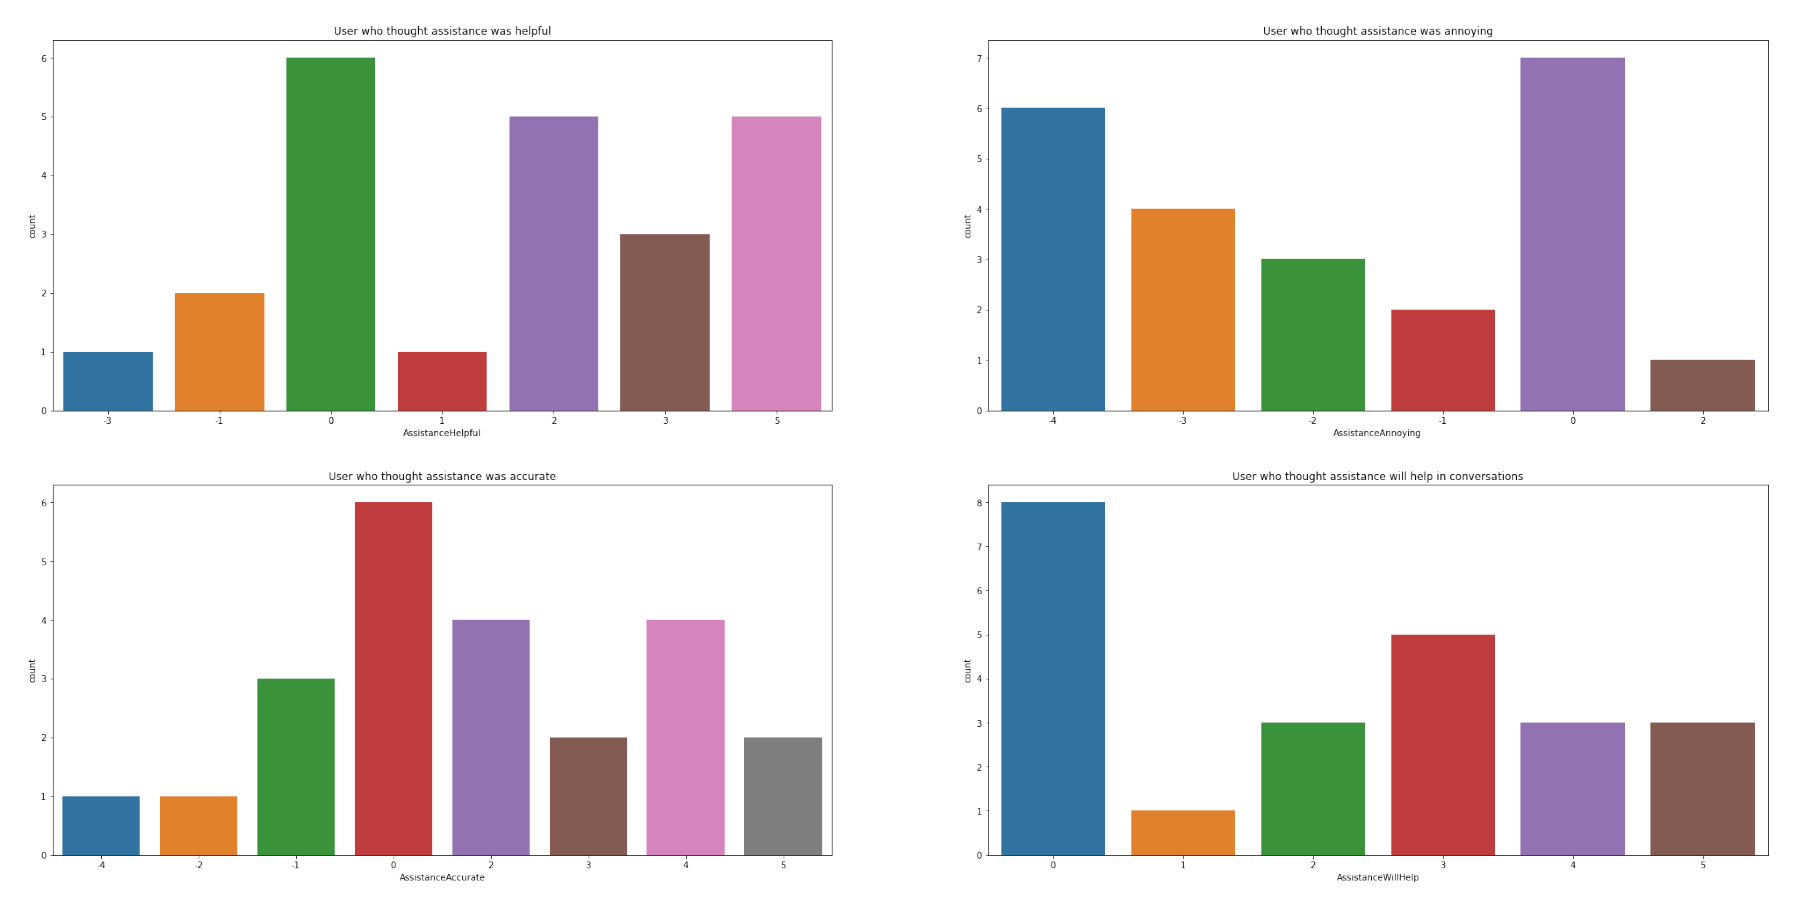 User who thought assistance was helpful
6
5
4
3
2
1
0
count
-3 -1 0 1 2 3 5
AssistanceHelpful
User who thought assistance was annoying
7
6
5
4
3
2
1
0
count
-4 -3 -2 -1 0 2
AssistanceAnnoying
User who thought assistance was accurate
6
5
4
3
2
1
0
count
-4 -2 -1 0 2 3 4 5
AssistanceAccurate
User who thought assistance will help in conversations
8
7
6
5
4
3
2
1
0
count
0 1 2 3 4 5
AssistanceWillHelp